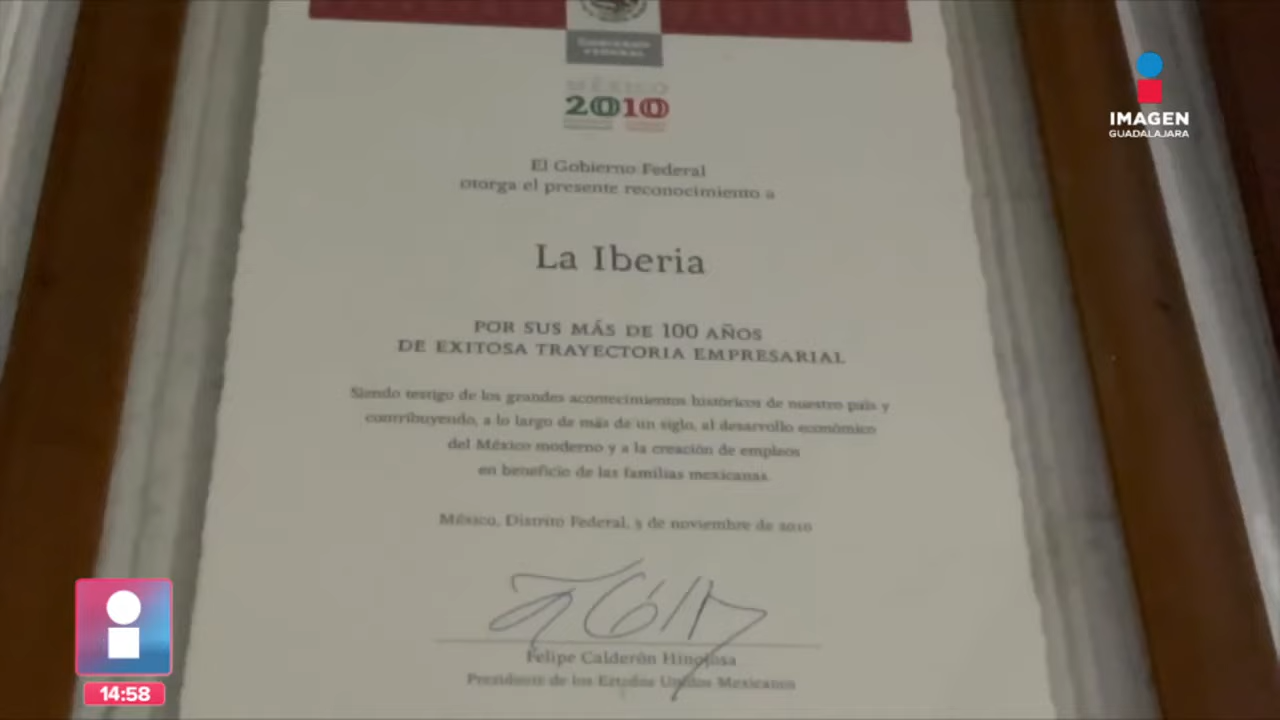 GOBIERNO
FEDERAL
MÉXICO
2010
El Gobierno Federal
otorga el presente reconocimiento a
La Iberia
POR SUS MÁS DE 100 AÑOS
DE EXITOSA TRAYECTORIA EMPRESARIAL
Siendo testigo de los grandes acontecimientos históricos de nuestro país y
contribuyendo, a lo largo de más de un siglo, al desarrollo económico
del México moderno y a la creación de empleos
en beneficio de las familias mexicanas.
México, Distrito Federal, 3 de noviembre de 2010
Felipe Calderón Hinojosa
Presidente de los Estados Unidos Mexicanos
IMAGEN
GUADALAJARA
14:58